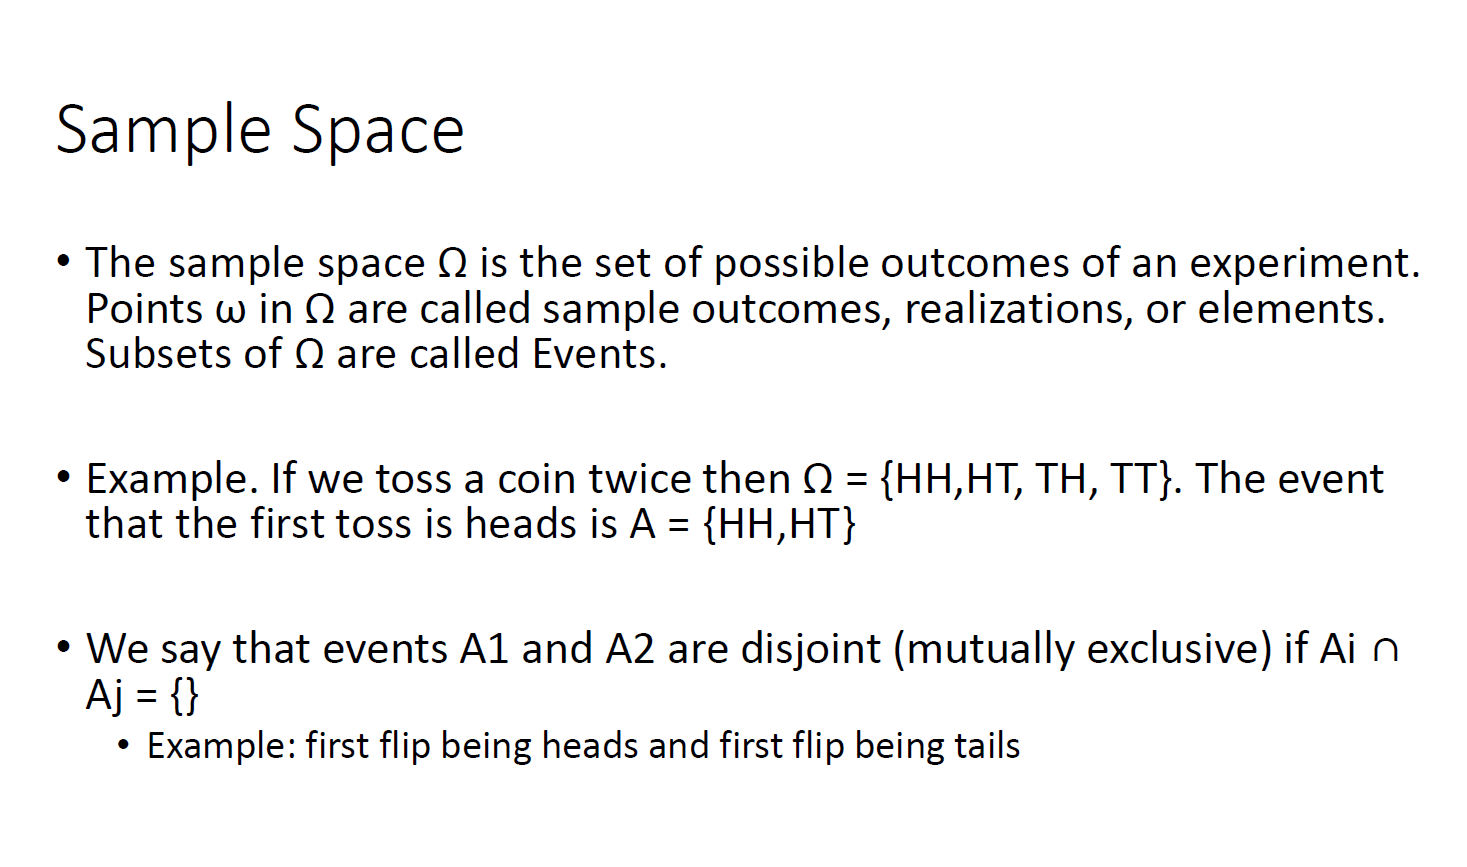 Sample Space
• The sample space Ω is the set of possible outcomes of an experiment.
Points ω in Ω are called sample outcomes, realizations, or elements.
Subsets of Ω are called Events.
• Example. If we toss a coin twice then Ω = {HH,HT, TH, TT}. The event
that the first toss is heads is A = {HH,HT}
• We say that events A1 and A2 are disjoint (mutually exclusive) if Ai ∩
Aj = {}
• Example: first flip being heads and first flip being tails